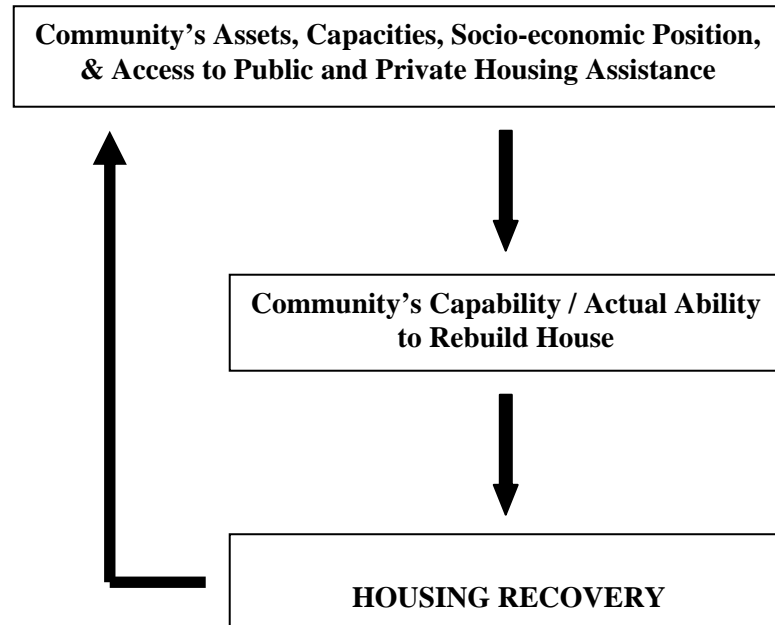 Community’s Assets, Capacities, Socio-economic Position,
& Access to Public and Private Housing Assistance
Community’s Capability / Actual Ability
to Rebuild House
HOUSING RECOVERY